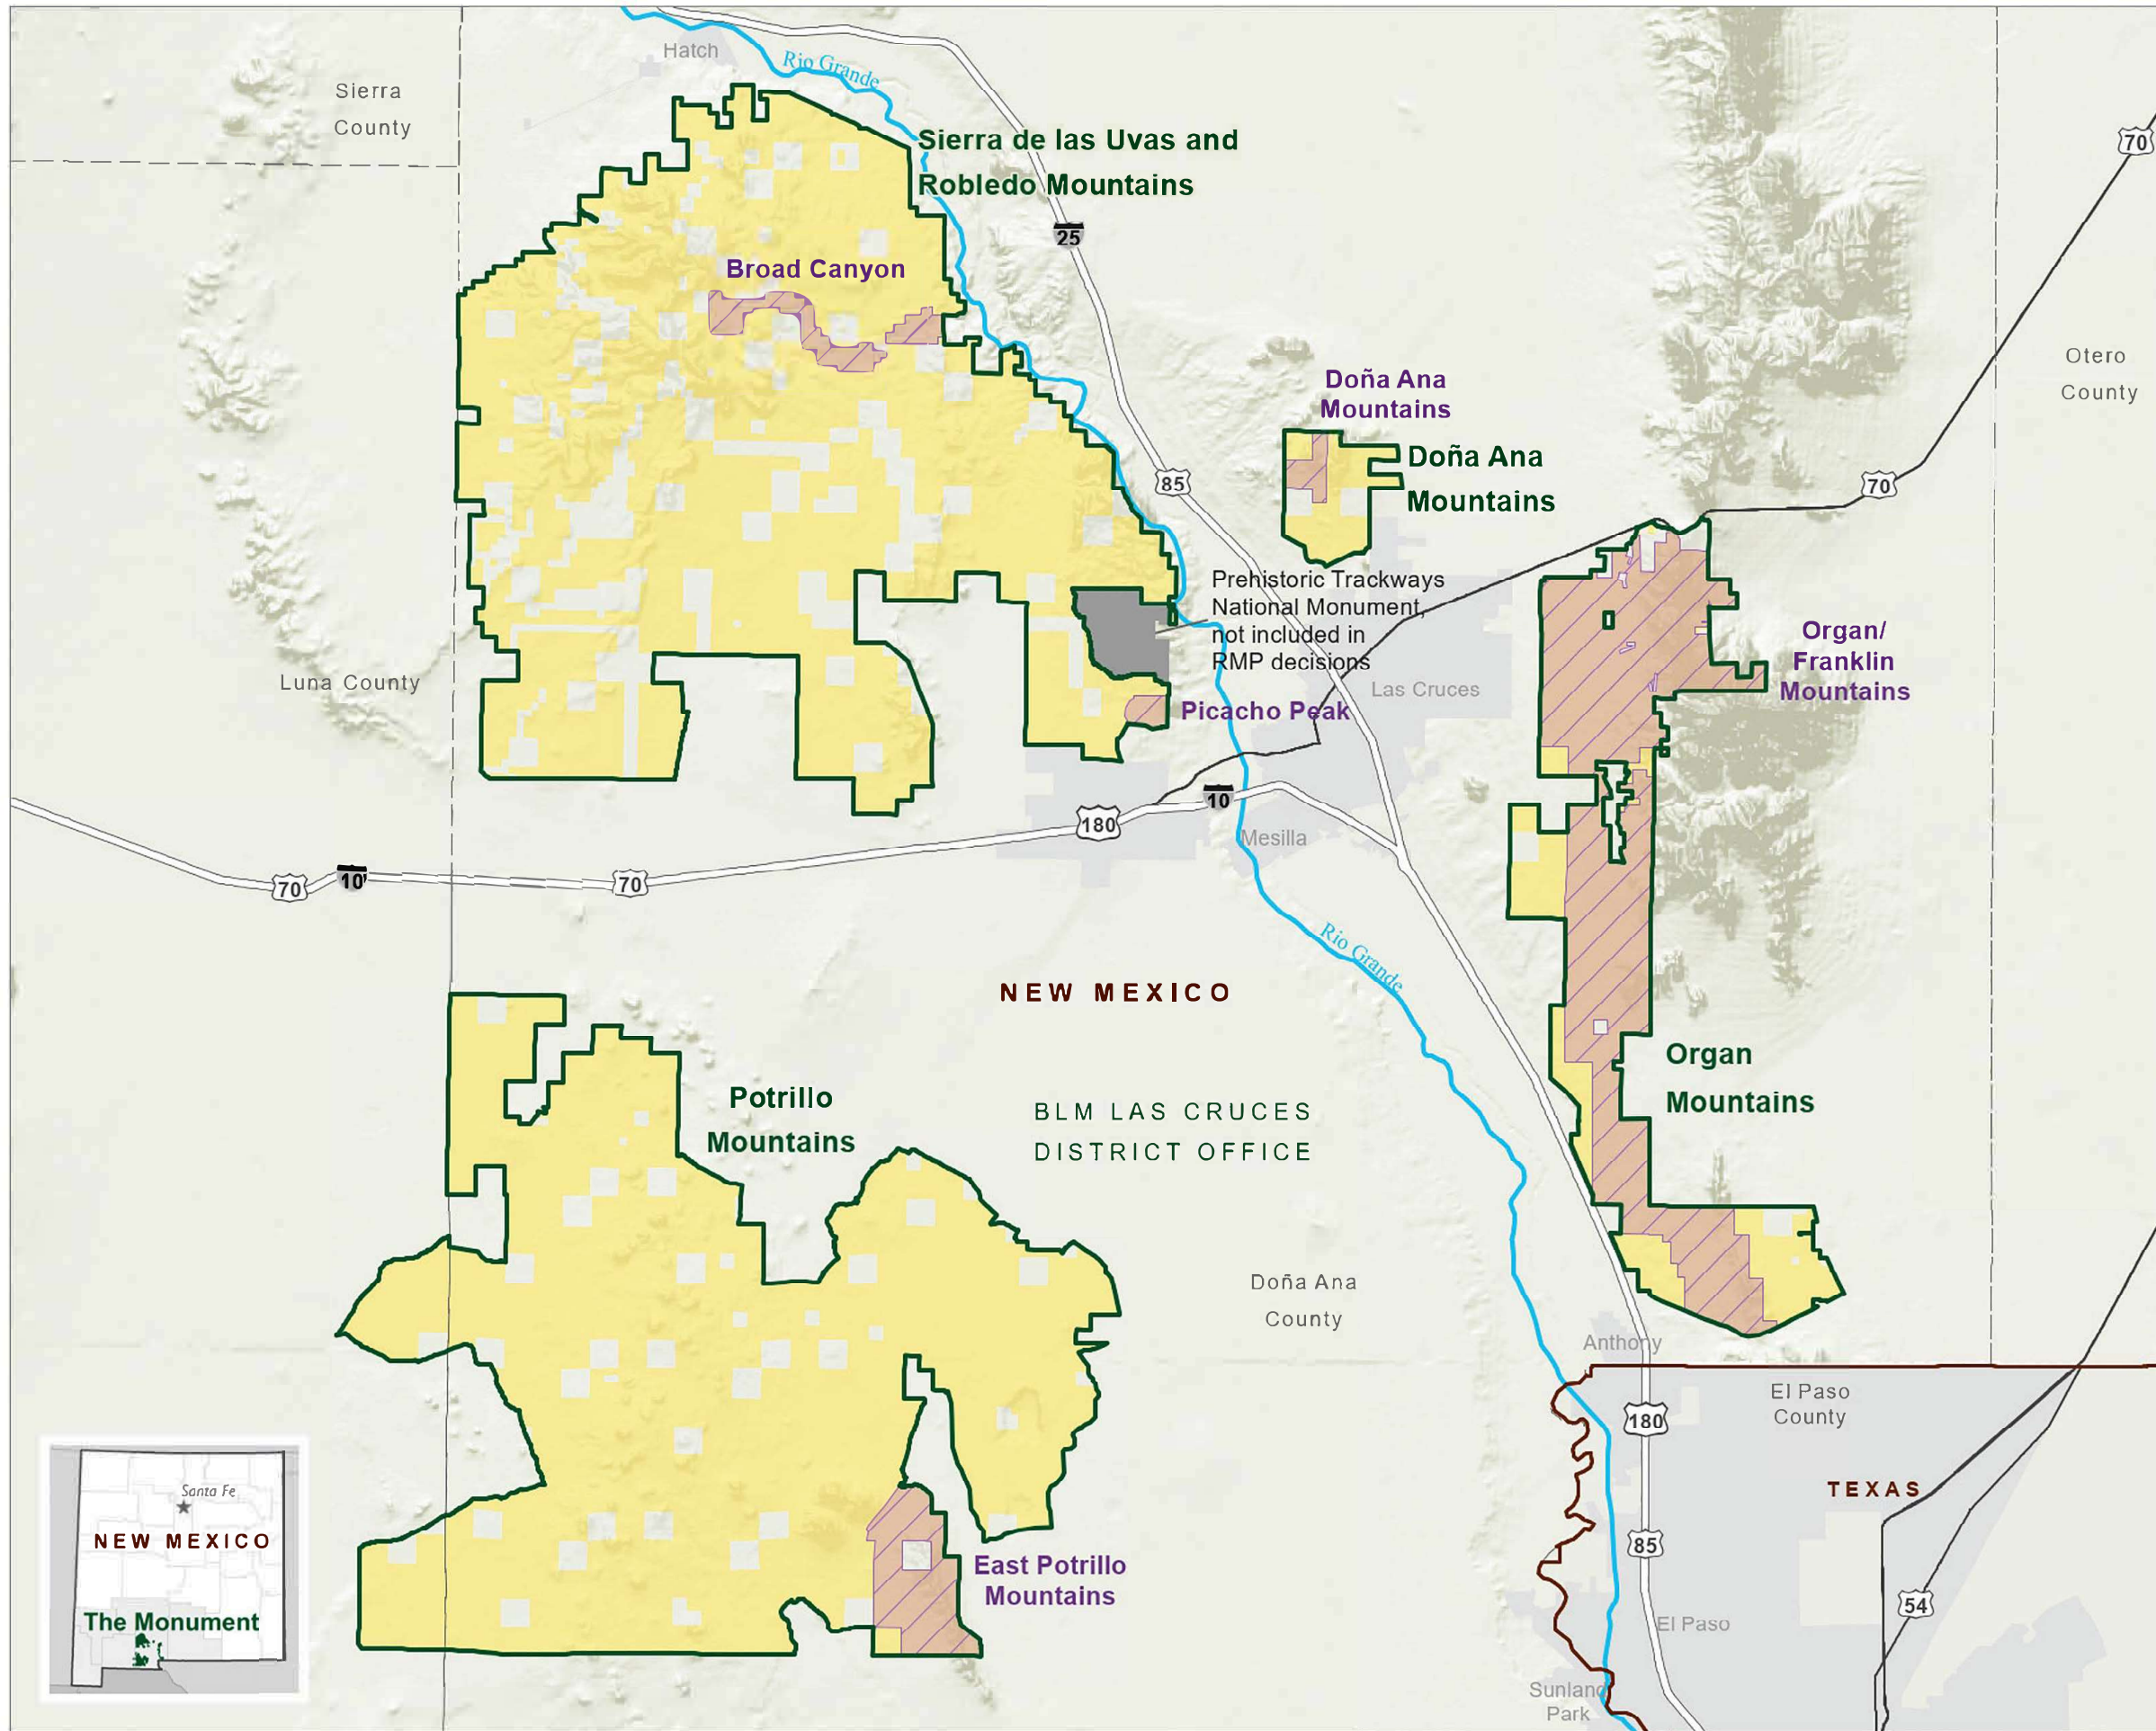 Hatch
Rio Grande
Sierra
County
Sierra de las Uvas and
Robledo Mountains
70
25
Broad Canyon
Otero
County
Doña Ana
Mountains
Doña Ana
Mountains
85
70
Prehistoric Trackways
National Monument,
not included in
RMP decisions
Organ/
Franklin
Mountains
Luna County
Las Cruces
Picacho Peak
10
180
Mesilla
70
10
70
Rio Grande
NEW MEXICO
Organ
Mountains
Potrillo
Mountains
BLM LAS CRUCES
DISTRICT OFFICE
Doña Ana
County
Anthony
El Paso
County
180
TEXAS
Santa Fe
NEW MEXICO
The Monument
85
East Potrillo
Mountains
54
El Paso
Sunland
Park